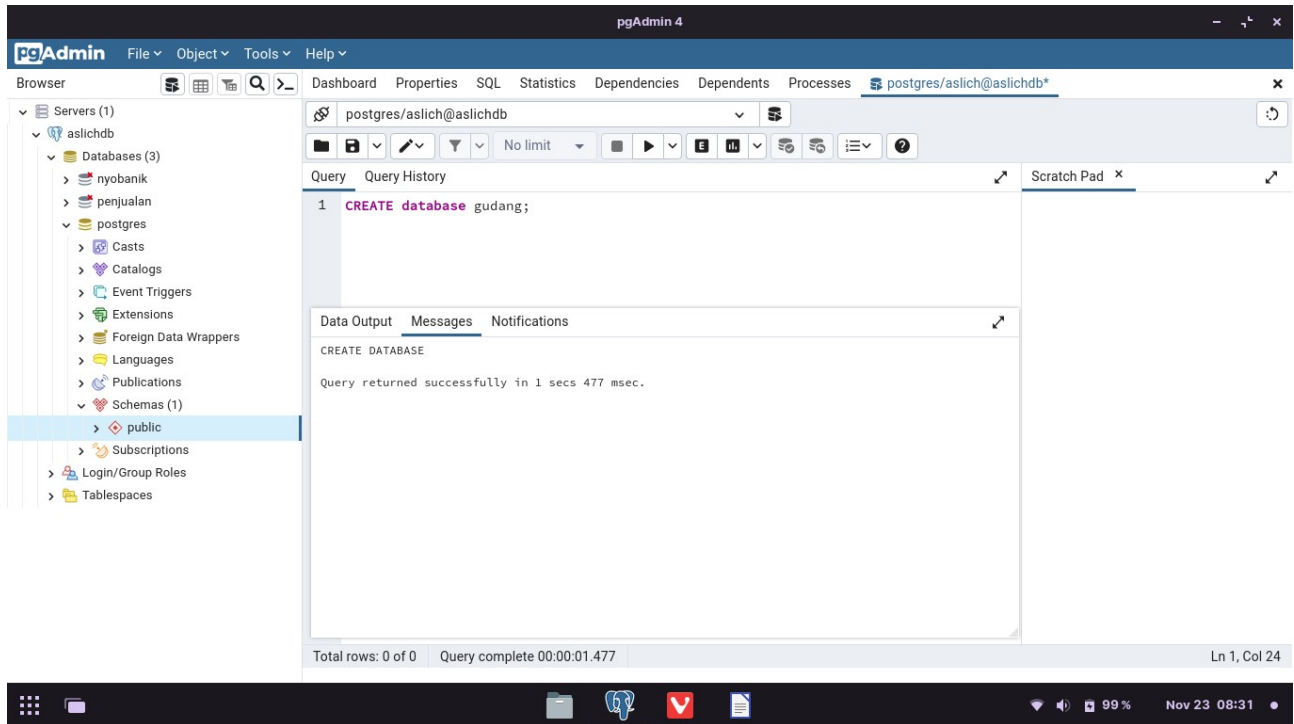 pgAdmin 4
pgAdmin File Object Tools Help
Browser
Dashboard Properties SQL Statistics Dependencies Dependents Processes postgres/aslich@aslichdb*
Servers (1)
aslichdb
Databases (3)
nyobanik
penjualan
postgres
Casts
Catalogs
Event Triggers
Extensions
Foreign Data Wrappers
Languages
Publications
Schemas (1)
public
Subscriptions
Login/Group Roles
Tablespaces
postgres/aslich@aslichdb
No limit
E
Query Query History
Scratch Pad
1 CREATE database gudang;
Data Output Messages Notifications
CREATE DATABASE
Query returned successfully in 1 secs 477 msec.
Total rows: 0 of 0 Query complete 00:00:01.477 Ln 1, Col 24
99 % Nov 23 08:31